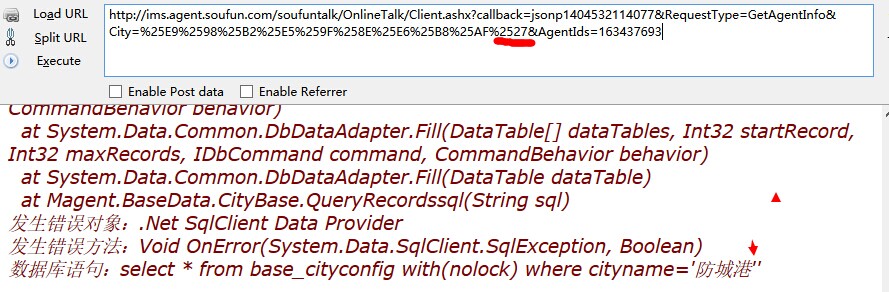 Load URL
Split URL
Execute
http://ims.agent.soufun.com/soufuntalk/OnlineTalk/Client.ashx?callback=jsonp1404532114077&RequestType=GetAgentInfo&
City=%25E9%2598%25B2%25E5%259F%258E%25E6%25B8%25AF%2527&AgentIds=163437693
Enable Post data Enable Referrer
CommandBehavior behavior)
at System.Data.Common.DbDataAdapter.Fill(DataTable[] dataTables, Int32 startRecord,
Int32 maxRecords, IDbCommand command, CommandBehavior behavior)
at System.Data.Common.DbDataAdapter.Fill(DataTable dataTable)
at Magent.BaseData.CityBase.QueryRecordssql(String sql)
发生错误对象：.Net SqlClient Data Provider
发生错误方法：Void OnError(System.Data.SqlClient.SqlException, Boolean)
数据库语句：select * from base_cityconfig with(nolock) where cityname='防城港''